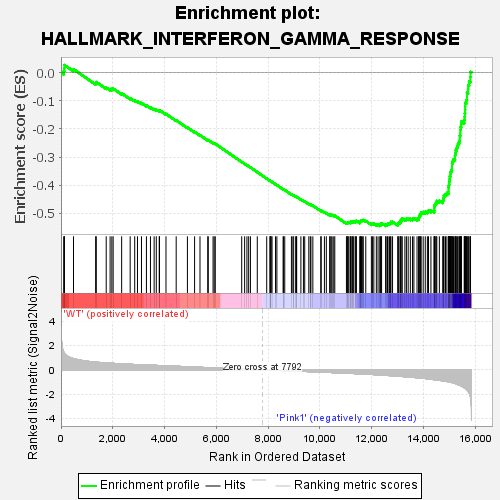 Enrichment plot:
HALLMARK_INTERFERON_GAMMA_RESPONSE
Enrichment score (ES)
0.0
-0.1
-0.2
-0.3
-0.4
-0.5
Ranked list metric (Signal2Noise)
'WT' (positively correlated)
4
2
0
-2
-4
Zero cross at 7792
'Pink1' (negatively correlated)
0 2,000 4,000 6,000 8,000 10,000 12,000 14,000 16,000
Rank in Ordered Dataset
Enrichment profile Hits Ranking metric scores